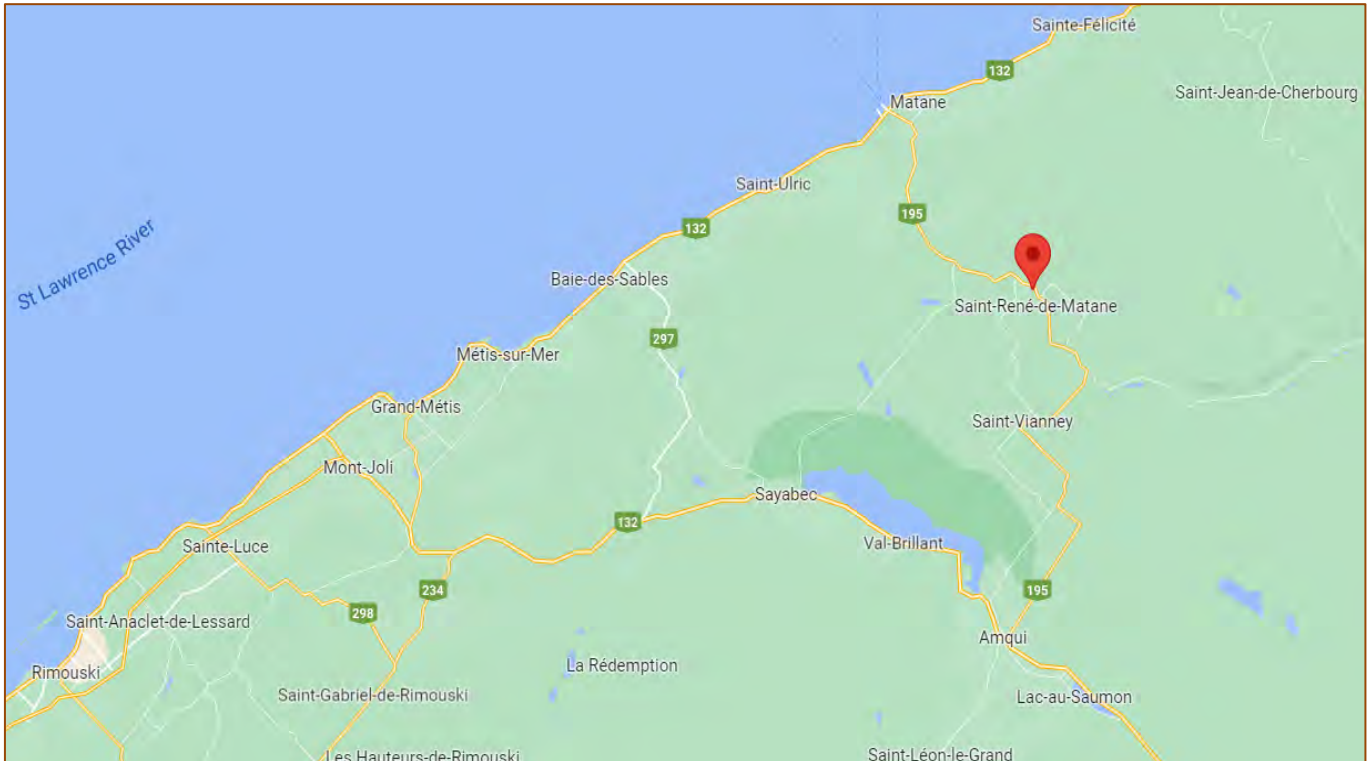 Sainte-Félicité
132
Saint-Jean-de-Cherbourg
Matane
Saint-Ulric
195
132
St Lawrence River
Baie-des-Sables
Saint-René-de-Matane
297
Métis-sur-Mer
Grand-Métis
Saint-Vianney
Mont-Joli
Sayabec
132
Sainte-Luce
Val-Brillant
234
195
298
Saint-Anaclet-de-Lessard
Amqui
La Rédemption
Rimouski
Saint-Gabriel-de-Rimouski
Lac-au-Saumon
Les Hauteurs-de-Rimouski
Saint-Léon-le-Grand